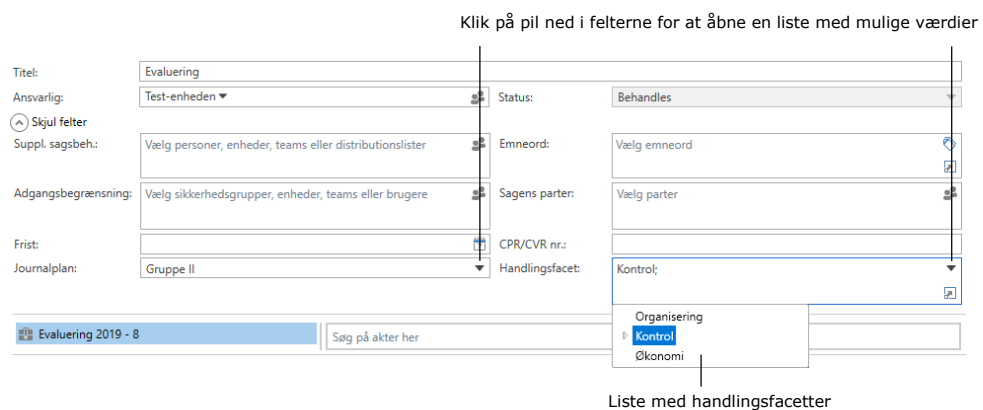 Klik på pil ned i felterne for at åbne en liste med mulige værdier
Titel: Evaluering
Ansvarlig: Test-enheden Status: Behandles
Skjul felter
Suppl. sagsbeh.: Vælg personer, enheder, teams eller distributionslister Emneord: Vælg emneord
Adgangsbegrænsning: Vælg sikkerhedsgrupper, enheder, teams eller brugere Sagens parter: Vælg parter
Frist: CPR/CVR nr.:
Journalplan: Gruppe II Handlingsfacet: Kontrol;
Organisering
Evaluering 2019 - 8 Søg på akter her Kontrol
Økonomi
Liste med handlingsfacetter